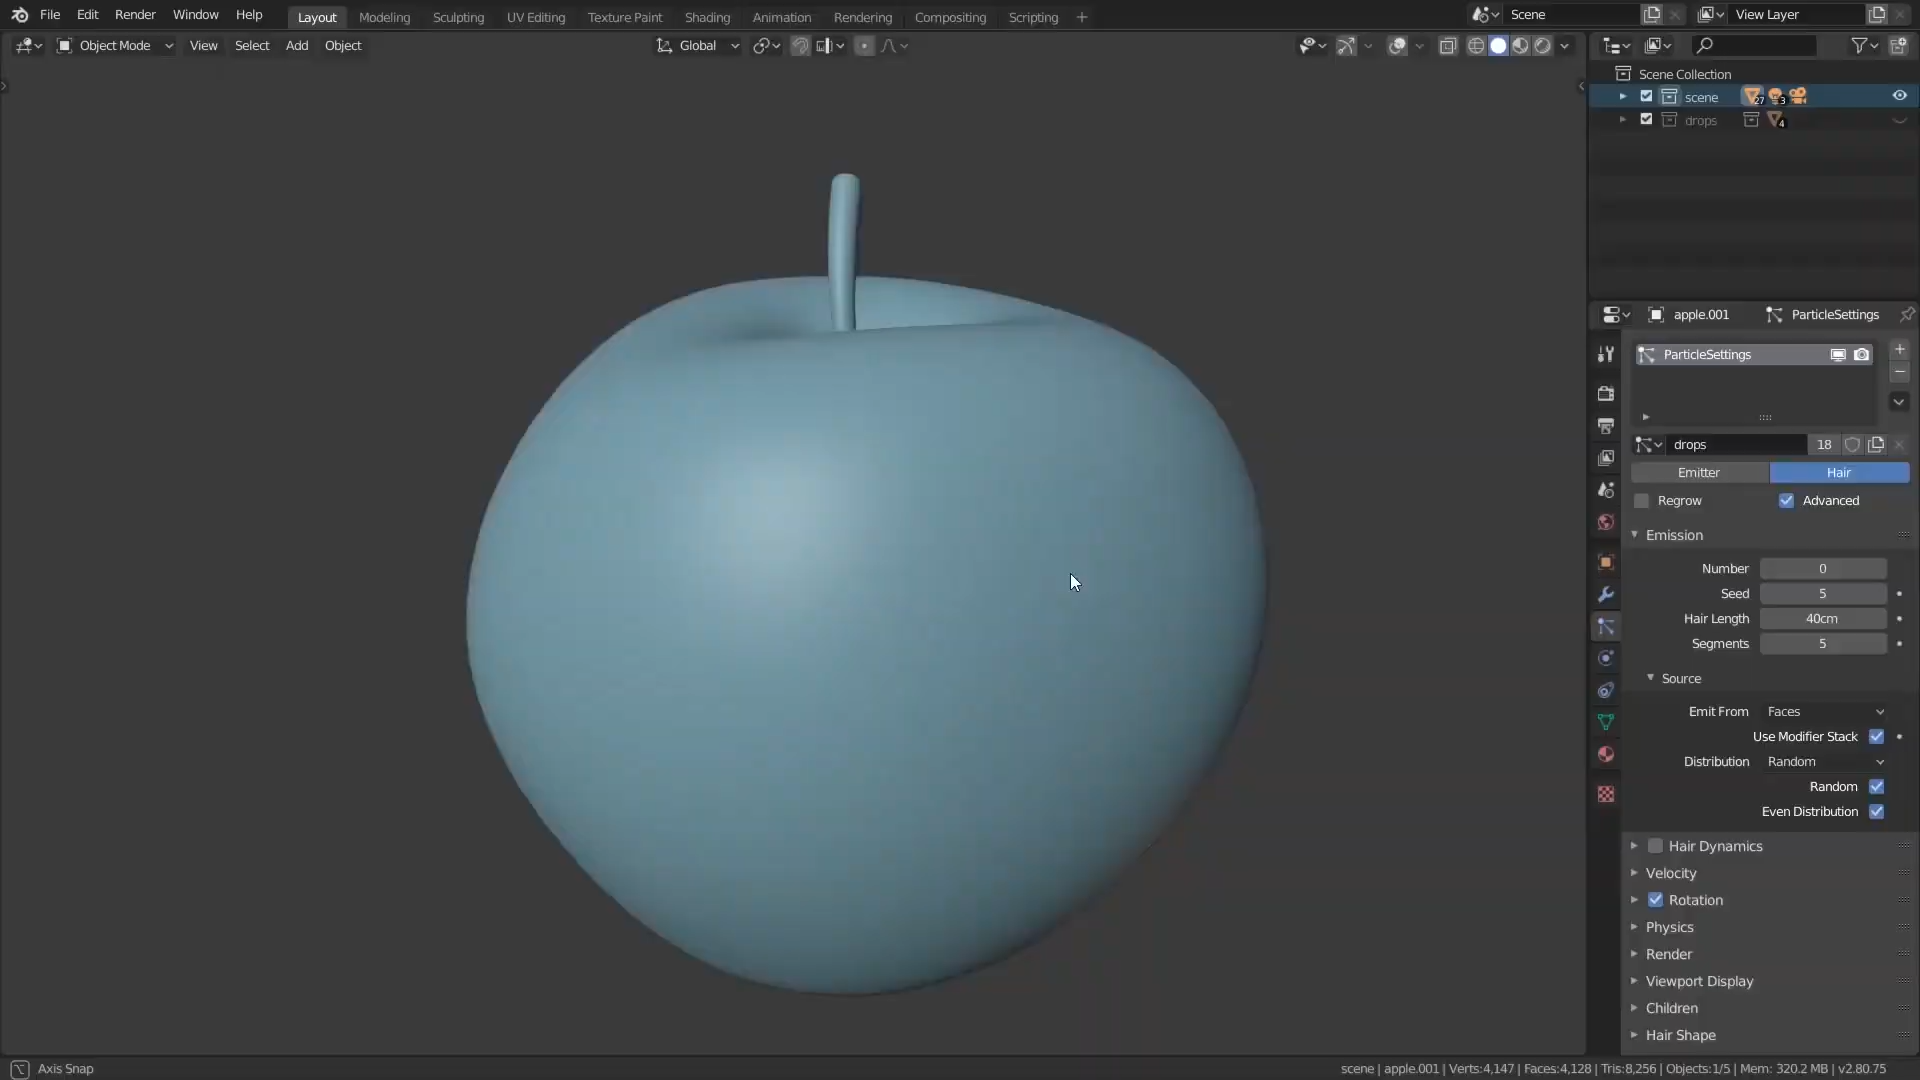 File Edit Render Window Help Layout Modeling Sculpting UV Editing Texture Paint Shading Animation Rendering Compositing Scripting + Scene View Layer
Object Mode View Select Add Object Global
Scene Collection
scene 27 3
drops 4
apple.001 ParticleSettings
ParticleSettings
drops 18
Emitter Hair
Regrow Advanced
Emission
Number 0
Seed 5
Hair Length 40cm
Segments 5
Source
Emit From Faces
Use Modifier Stack
Distribution Random
Random
Even Distribution
Hair Dynamics
Velocity
Rotation
Physics
Render
Viewport Display
Children
Hair Shape
Axis Snap scene | apple.001 | Verts:4,147 | Faces:4,128 | Tris:8,256 | Objects:1/5 | Mem: 320.2 MB | v2.80.75